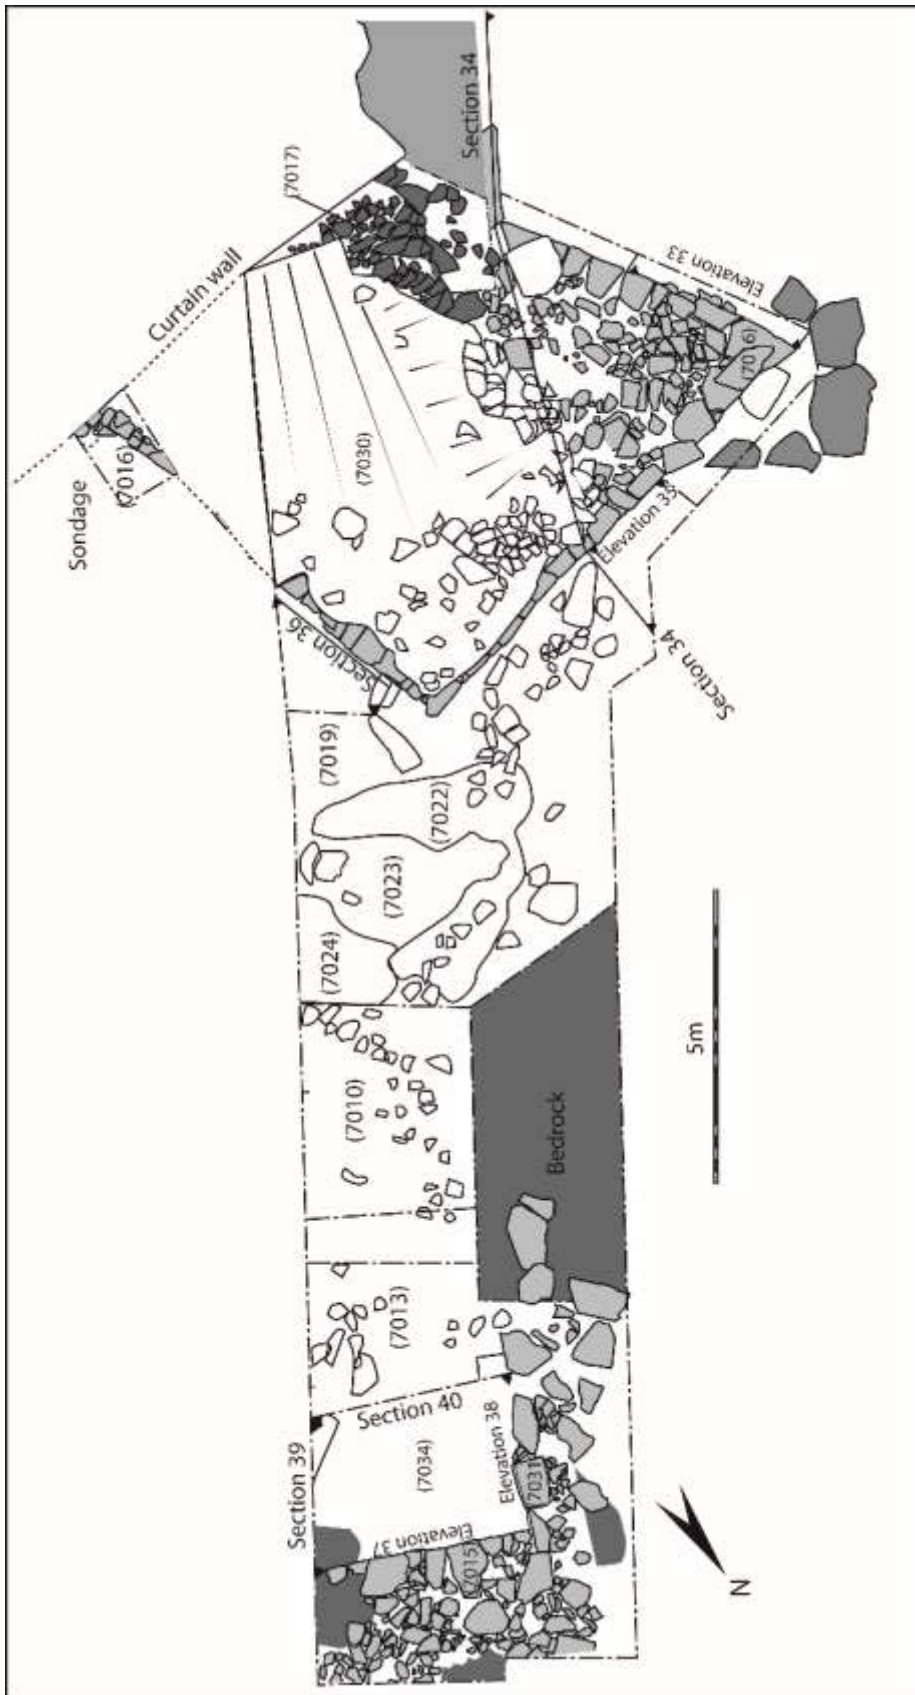 Section 34
(7017)
Curtain wall
Sondage
(7016)
Elevation 33
(7016)
(7030)
Elevation 35
Section 36
Section 34
(7019)
(7022)
(7023)
(7024)
5m
(7010)
Bedrock
(7013)
Section 40
Section 39
(7034)
Elevation 38
7031
Elevation 37
(7015)
N